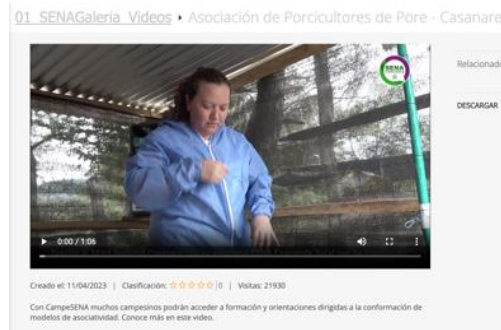 01_SENAGaleria_Videos • Asociación de Porcicultores de Pore - Casanare
SENA
Relacionado
DESCARGAR
0:00 / 1:06
Creado el: 11/04/2023 | Clasificación: ☆☆☆☆☆ | 0 | Visitas: 21930
Con CampeSENA muchos campesinos podrán acceder a formación y orientaciones dirigidas a la conformación de
modelos de asociatividad. Conoce más en este video.